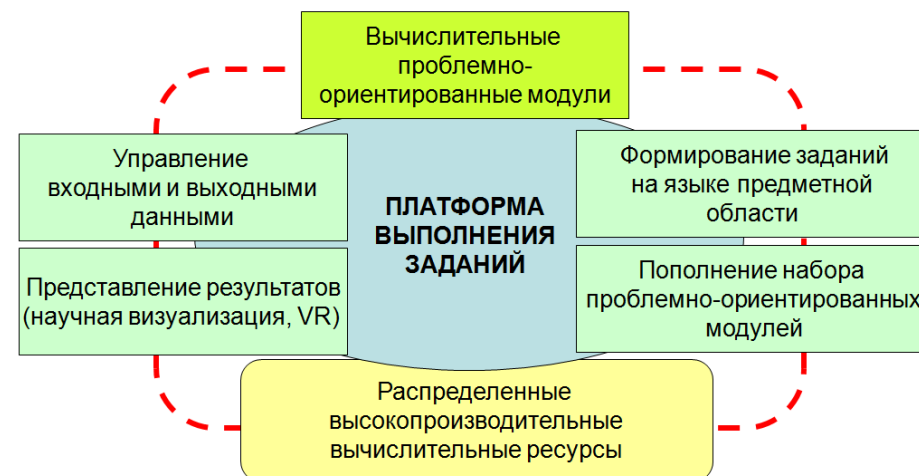 Вычислительные
проблемно-
ориентированные модули
Управление
входными и выходными
данными
Формирование заданий
на языке предметной
области
ПЛАТФОРМА
ВЫПОЛНЕНИЯ
ЗАДАНИЙ
Представление результатов
(научная визуализация, VR)
Пополнение набора
проблемно-ориентированных
модулей
Распределенные
высокопроизводительные
вычислительные ресурсы